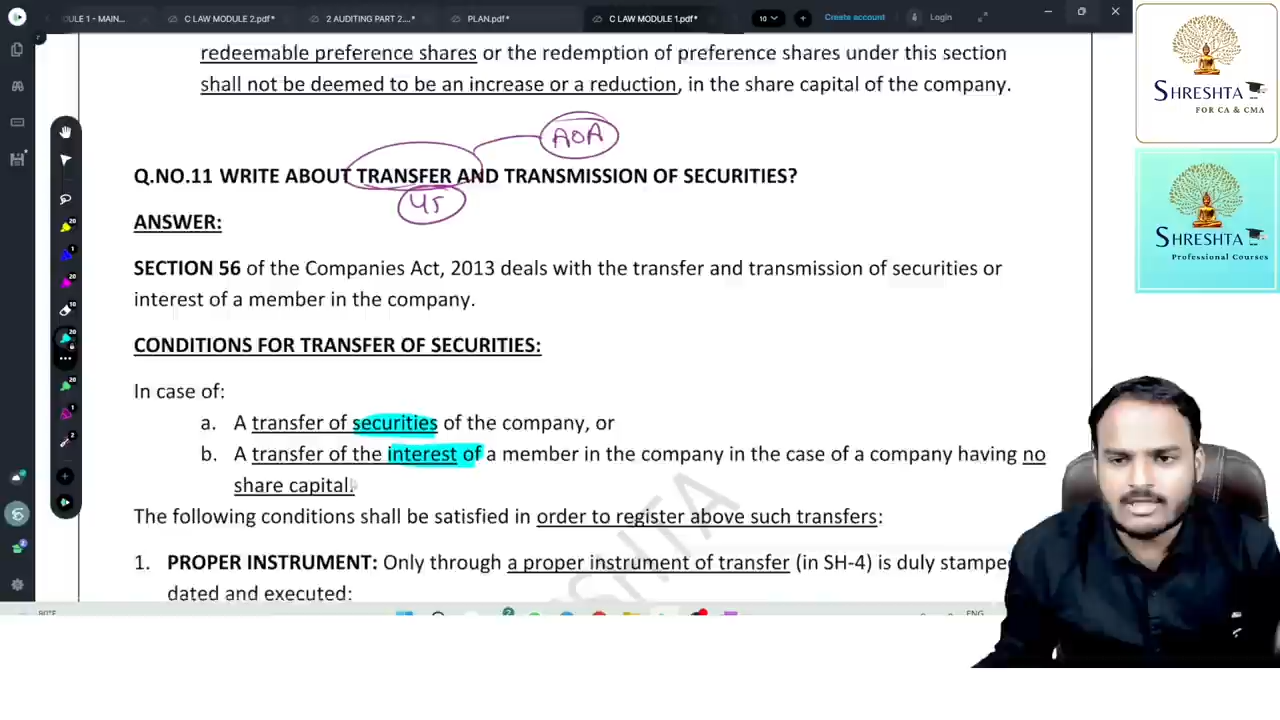 ULE 1 - MAIN...
C LAW MODULE 2.pdf*
2 AUDITING PART 2....*
PLAN.pdf*
C LAW MODULE 1.pdf*
10
Create account
Login
redeemable preference shares or the redemption of preference shares under this section
shall not be deemed to be an increase or a reduction, in the share capital of the company.
AOA
Q.NO.11 WRITE ABOUT TRANSFER AND TRANSMISSION OF SECURITIES?
ANSWER:
SECTION 56 of the Companies Act, 2013 deals with the transfer and transmission of securities or
interest of a member in the company.
CONDITIONS FOR TRANSFER OF SECURITIES:
In case of:
a. A transfer of securities of the company, or
b. A transfer of the interest of a member in the company in the case of a company having no
share capital.
The following conditions shall be satisfied in order to register above such transfers:
1. PROPER INSTRUMENT: Only through a proper instrument of transfer (in SH-4) is duly stampe
dated and executed:
ENG
SHRESHTA
FOR CA & CMA
SHRESHTA
Professional Courses